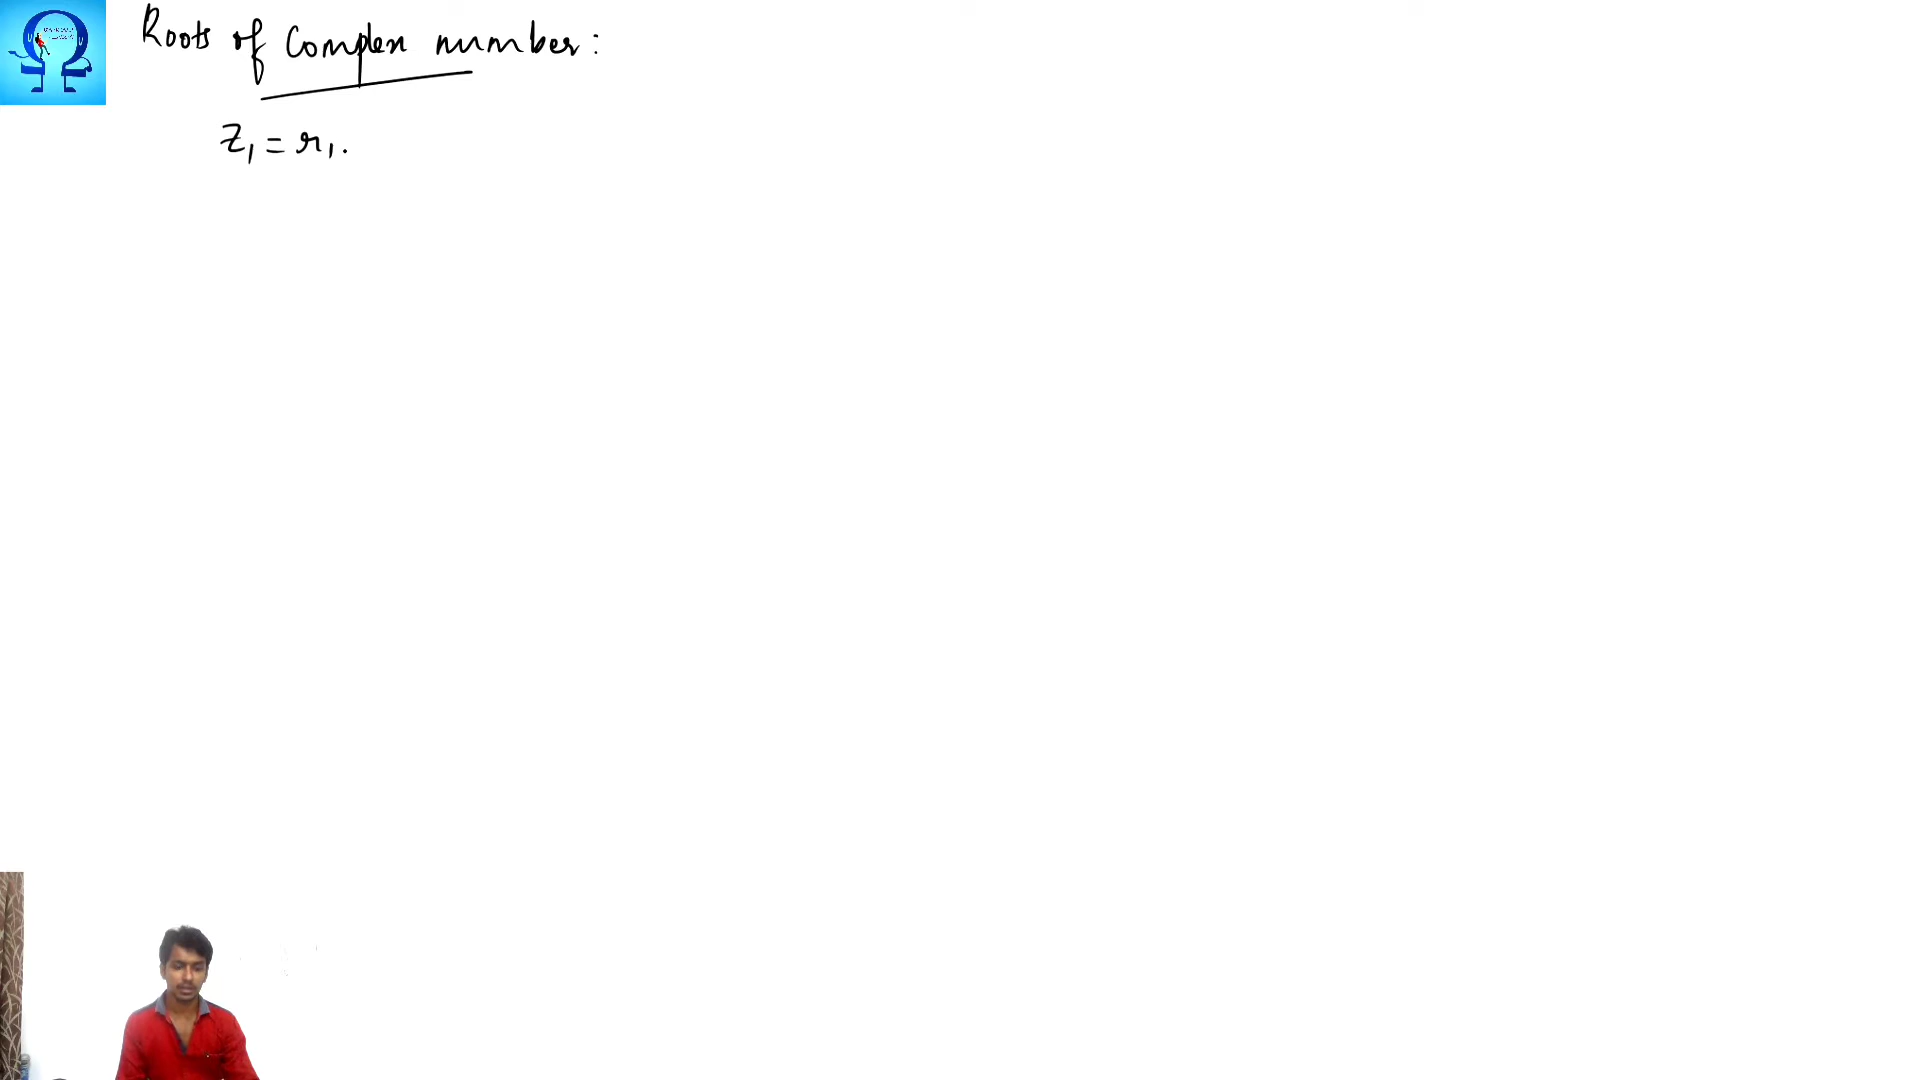 Roots of Complex number:
z₁ = r₁.